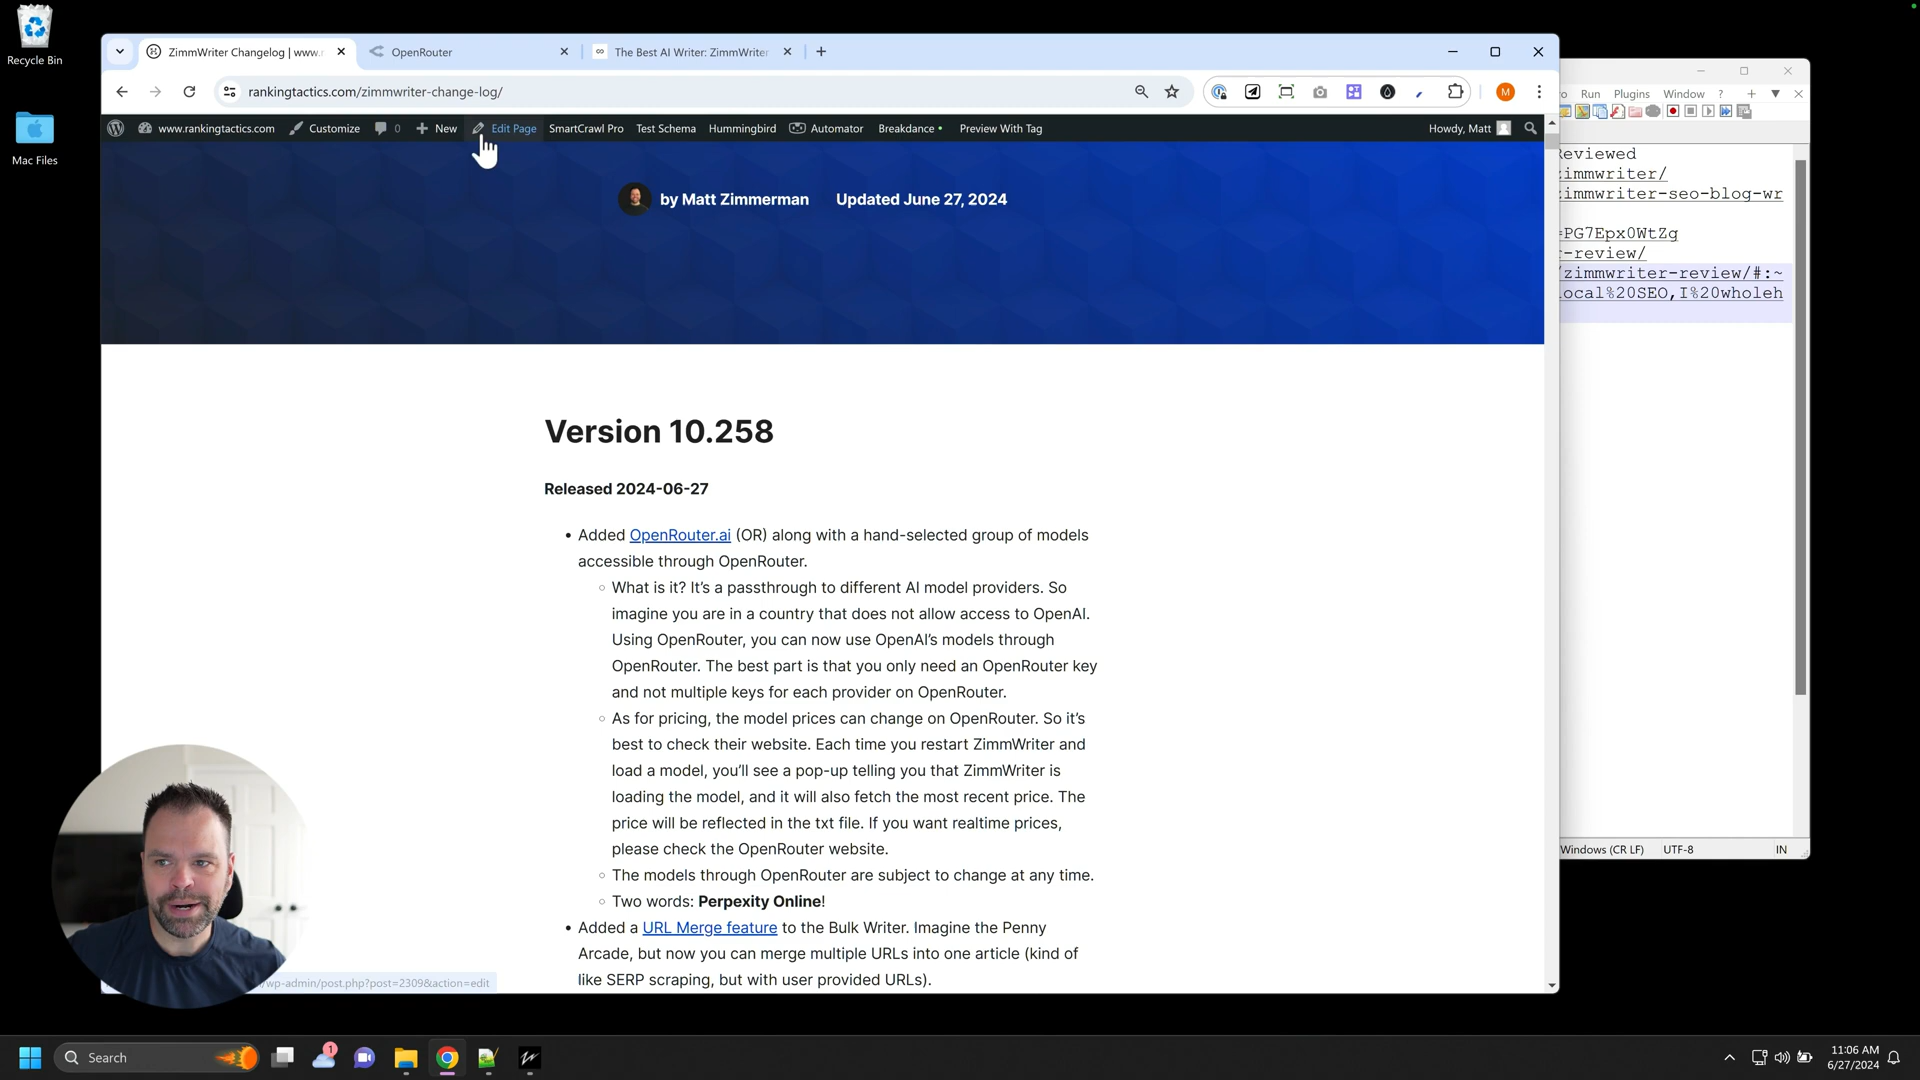 Recycle Bin
Mac Files
ZimmWriter Changelog | www.r
OpenRouter
The Best AI Writer: ZimmWriter
rankingtactics.com/zimmwriter-change-log/
M
www.rankingtactics.com
Customize
0
New
Edit Page
SmartCrawl Pro
Test Schema
Hummingbird
Automator
Breakdance
Preview With Tag
Howdy, Matt
by Matt Zimmerman
Updated June 27, 2024
Version 10.258
Released 2024-06-27
• Added OpenRouter.ai (OR) along with a hand-selected group of models
accessible through OpenRouter.
◦ What is it? It’s a passthrough to different AI model providers. So
imagine you are in a country that does not allow access to OpenAI.
Using OpenRouter, you can now use OpenAI’s models through
OpenRouter. The best part is that you only need an OpenRouter key
and not multiple keys for each provider on OpenRouter.
◦ As for pricing, the model prices can change on OpenRouter. So it’s
best to check their website. Each time you restart ZimmWriter and
load a model, you’ll see a pop-up telling you that ZimmWriter is
loading the model, and it will also fetch the most recent price. The
price will be reflected in the txt file. If you want realtime prices,
please check the OpenRouter website.
◦ The models through OpenRouter are subject to change at any time.
◦ Two words: Perpexity Online!
• Added a URL Merge feature to the Bulk Writer. Imagine the Penny
Arcade, but now you can merge multiple URLs into one article (kind of
like SERP scraping, but with user provided URLs).
/wp-admin/post.php?post=2309&action=edit
Run
Plugins
Window
?
Reviewed
zimmwriter/
zimmwriter-seo-blog-wr
=PG7Epx0WtZg
r-review/
/zimmwriter-review/#:~
local%20SEO,I%20wholeh
Windows (CR LF)
UTF-8
IN
Search
1
11:06 AM
6/27/2024